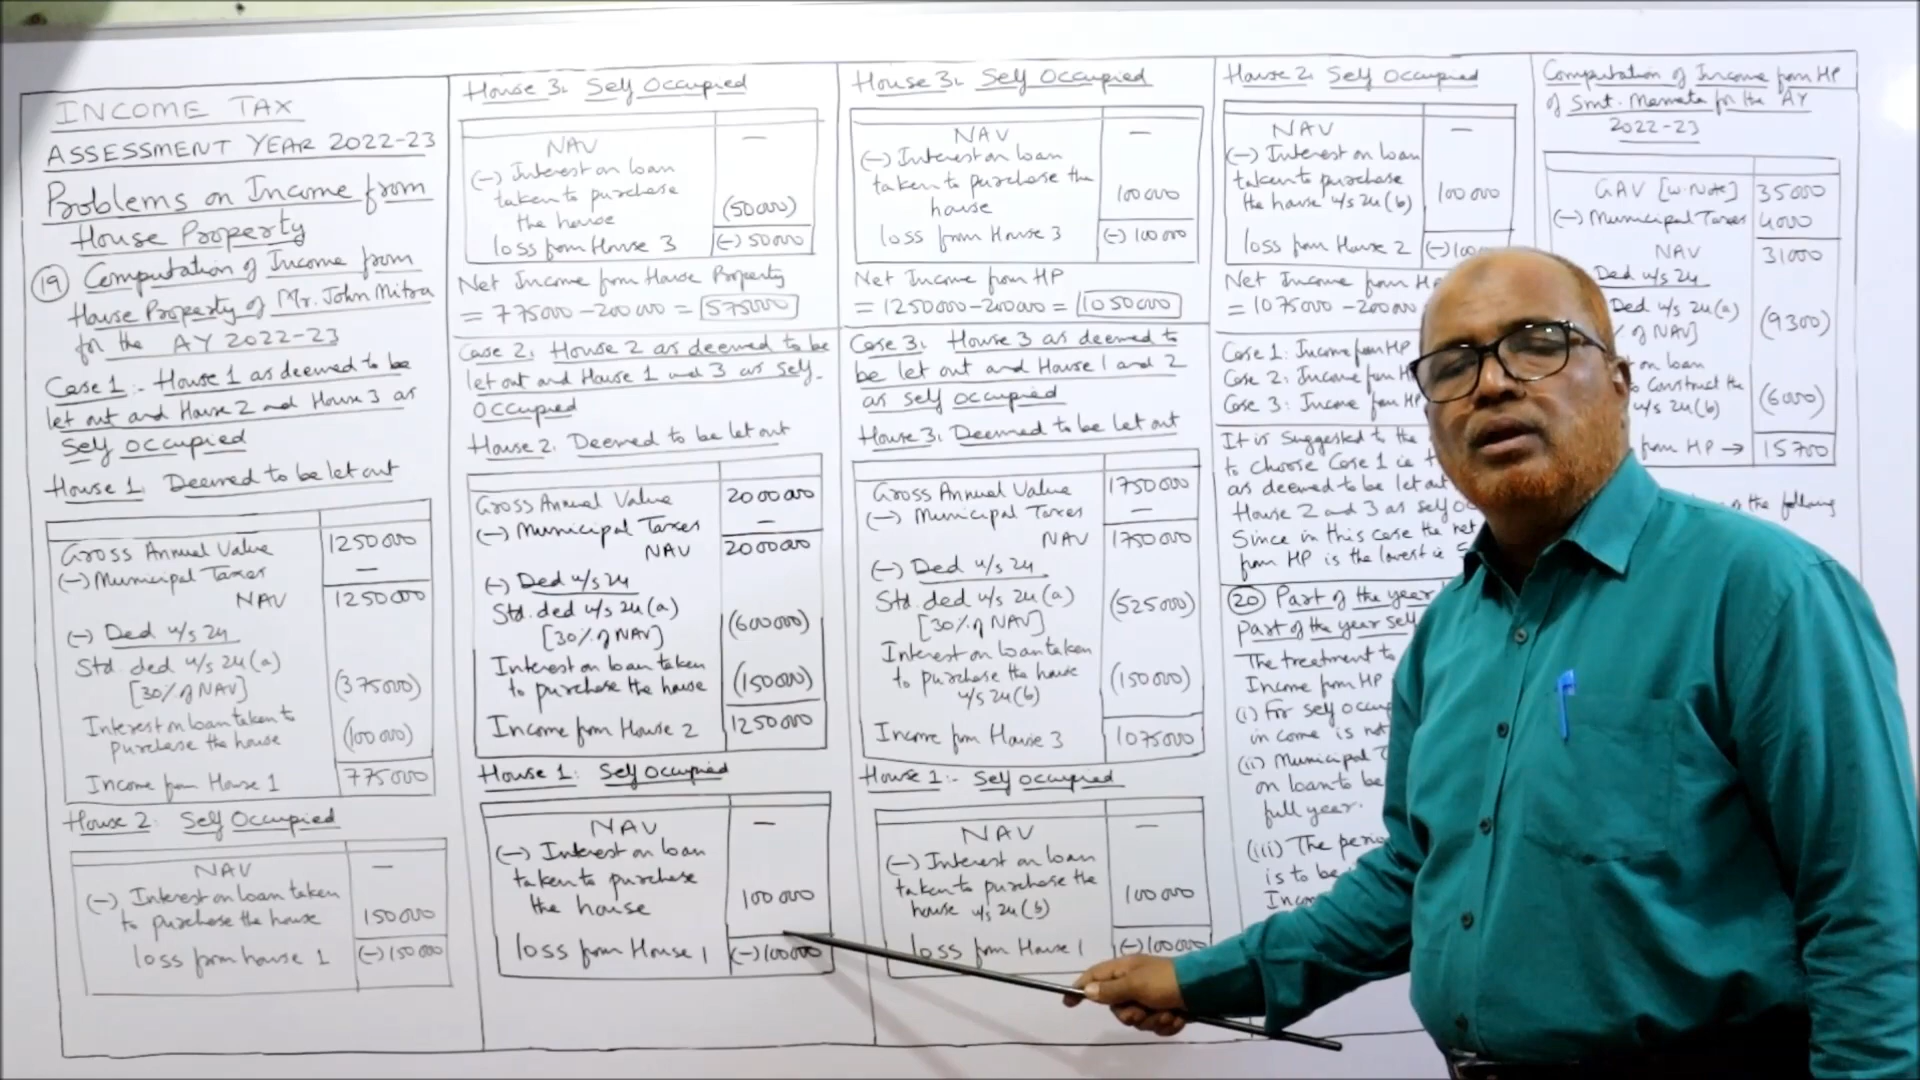 INCOME TAX
ASSESSMENT YEAR 2022-23
Problems on Income from
House Property
(19) Computation of Income from
House Property of Mr. John Mitra
for the AY 2022-23
Case 1:- House 1 as deemed to be
let out and House 2 and House 3 as
Self occupied
House 1: Deemed to be let out
Gross Annual Value 1250000
(-) Municipal Taxes —
NAV 1250000
(-) Ded u/s 24
Std. ded u/s 24(a)
[30% of NAV] (375000)
Interest on loan taken to
purchase the house (100000)
Income from House 1 775000
House 2: Self Occupied
NAV —
(-) Interest on loan taken
to purchase the house 150000
loss from house 1 (-) 150000
House 3: Self Occupied
NAV —
(-) Interest on loan
taken to purchase
the house (50000)
loss from House 3 (-) 50000
Net Income from House Property
= 775000 - 200000 = 575000
Case 2: House 2 as deemed to be
let out and House 1 and 3 as self-
occupied
House 2: Deemed to be let out
Gross Annual Value 2000000
(-) Municipal Taxes —
NAV 2000000
(-) Ded u/s 24
Std. ded u/s 24(a)
[30% of NAV] (600000)
Interest on loan taken
to purchase the house (150000)
Income from House 2 1250000
House 1: Self Occupied
NAV —
(-) Interest on loan
taken to purchase
the house 100000
loss from House 1 (-) 100000
House 3: Self Occupied
NAV —
(-) Interest on loan
taken to purchase the
house 100000
loss from House 3 (-) 100000
Net Income from HP
= 1250000 - 200000 = 1050000
Case 3: House 3 as deemed to
be let out and House 1 and 2
as self occupied
House 3: Deemed to be let out
Gross Annual Value 1750000
(-) Municipal Taxes —
NAV 1750000
(-) Ded u/s 24
Std. ded u/s 24(a)
[30% of NAV] (525000)
Interest on loan taken
to purchase the house
u/s 24(b) (150000)
Income from House 3 1075000
House 1:- Self occupied
NAV —
(-) Interest on loan
taken to purchase the
house u/s 24(b) 100000
loss from House 1 (-) 100000
House 2: Self Occupied
NAV —
(-) Interest on loan
taken to purchase
the house u/s 24(b) 100000
loss from House 2 (-) 100
Net Income from H
= 1075000 - 200000
Case 1: Income from HP
Case 2: Income from H
Case 3: Income from HP
It is suggested to the
to choose Case 1 ie
as deemed to be let out
House 2 and 3 as self oc
Since in this case the net
from HP is the lowest ie 5
(20) Part of the year
part of the year self
The treatment to
Income from HP
(i) For self occup
income is not
(ii) Municipal T
on loan to be
full year.
(iii) The perio
is to be
Incom
Computation of Income from HP
of Smt. Mamata for the AY
2022-23
GAV [w. Note] 35000
(-) Municipal Taxes 4000
NAV 31000
Ded u/s 24
Ded u/s 24(a)
% of NAV] (9300)
on loan
to Construct the
u/s 24(b) (6000)
from HP → 15700
of the following